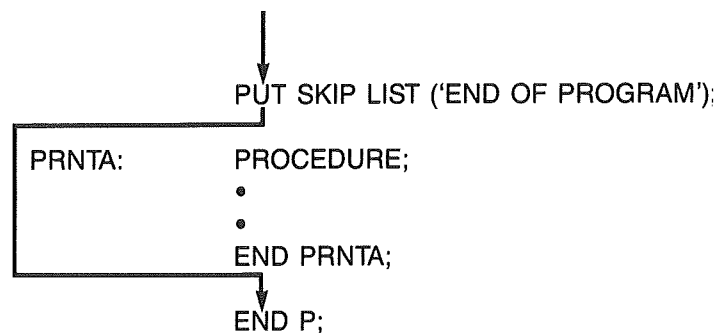 PUT SKIP LIST (‘END OF PROGRAM’);
PRNTA: PROCEDURE;
•
•
END PRNTA;
END P;